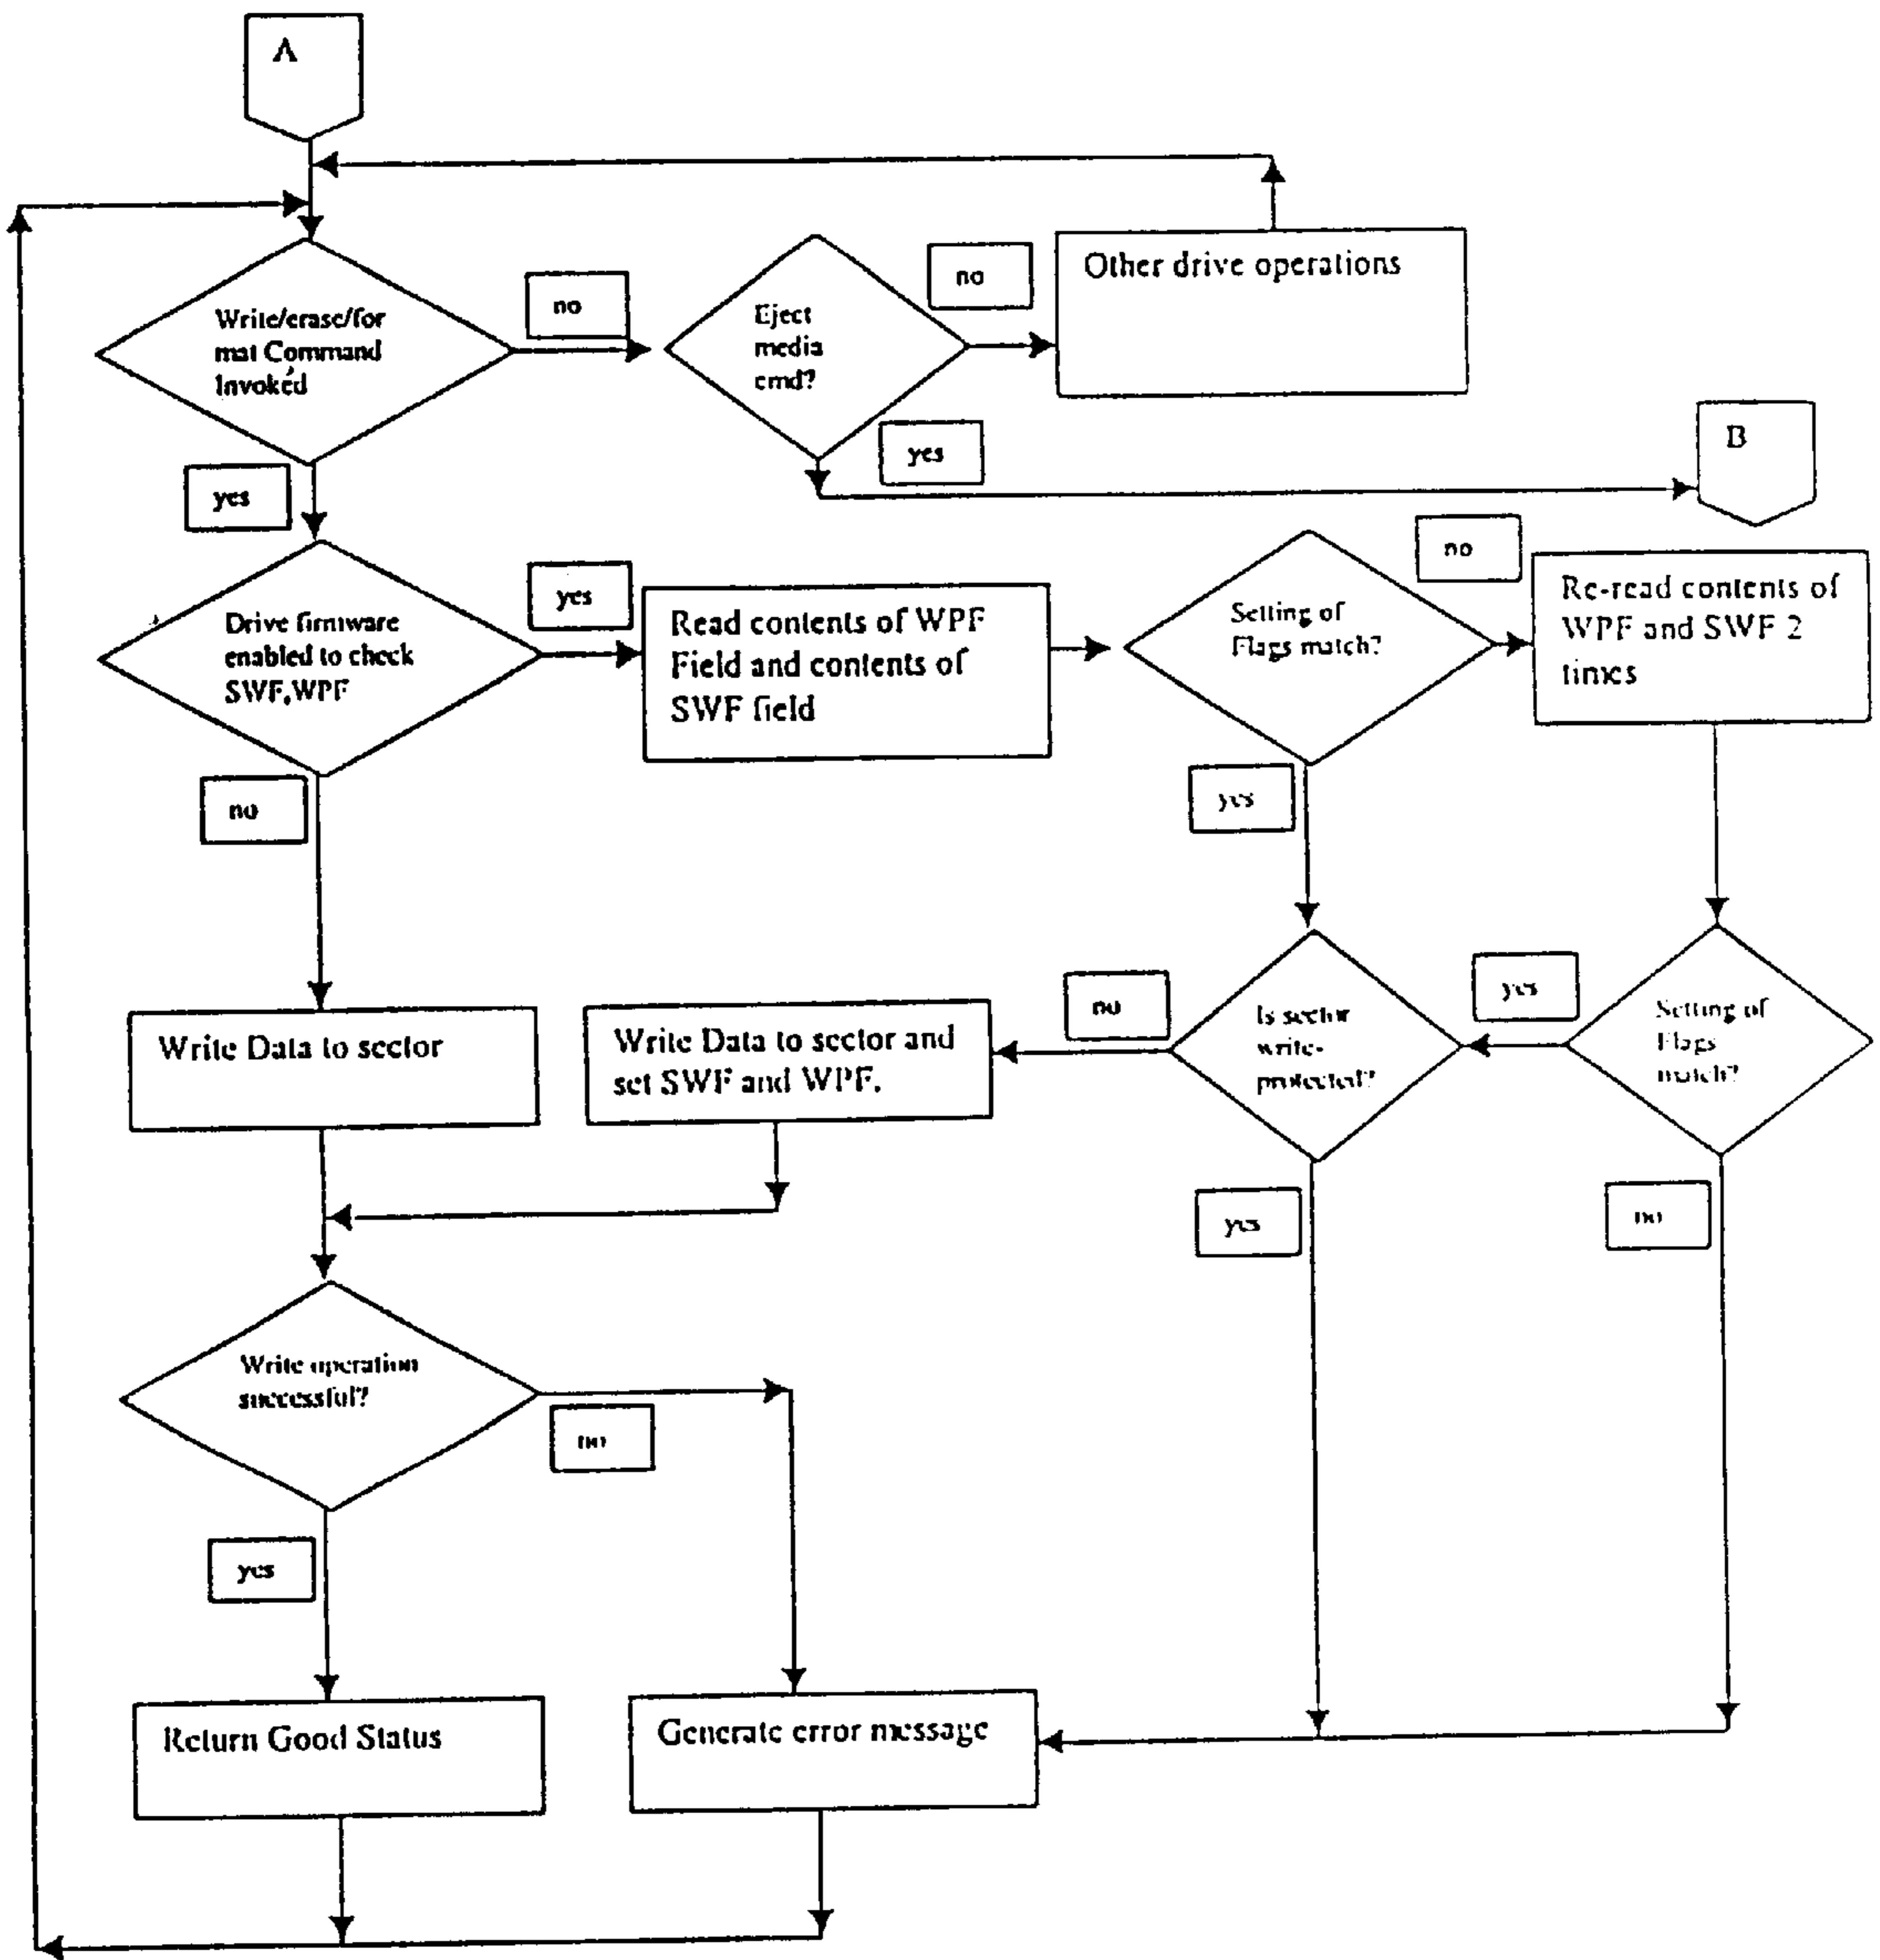 A
Write/erase/for
mat Command
Invoked
no
Eject
media
cmd?
no
Other drive operations
yes
B
yes
Drive firmware
enabled to check
SWF,WPF
yes
Read contents of WPF
Field and contents of
SWF field
Setting of
Flags match?
no
Re-read contents of
WPF and SWF 2
times
no
yes
Write Data to sector
Write Data to sector and
set SWF and WPF.
no
Is sector
write-
protected?
yes
Setting of
Flags
match?
yes
no
Write operation
successful?
no
yes
Return Good Status
Generate error message